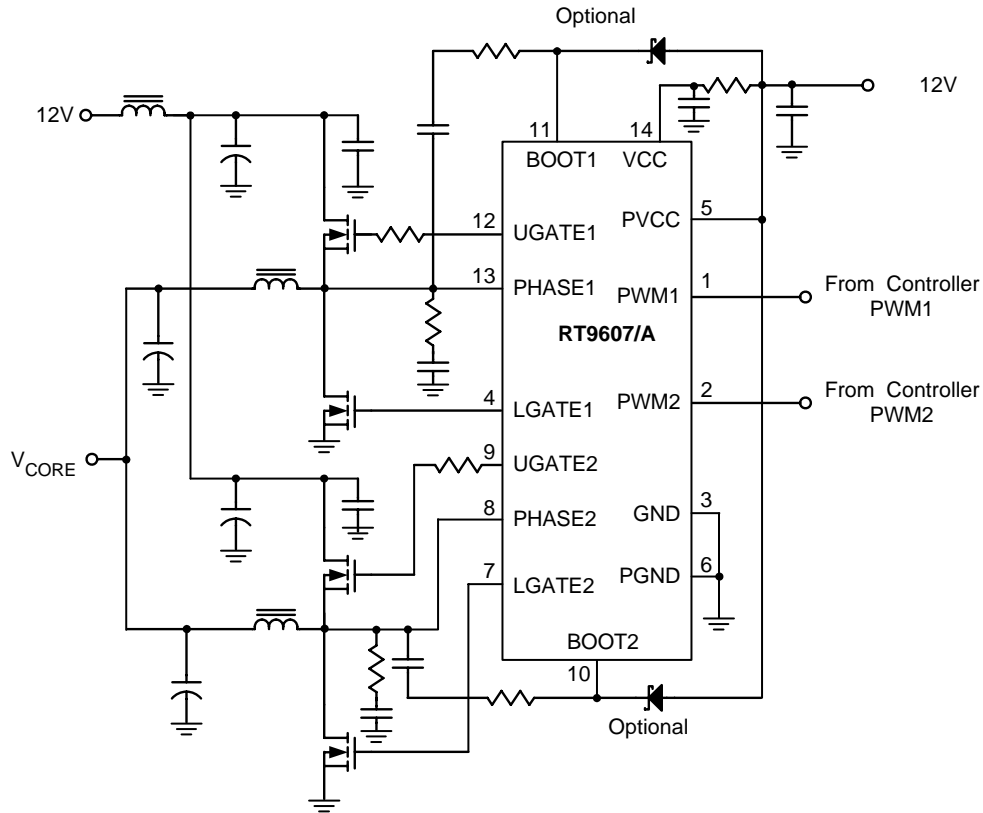 Optional
12V
12V
11
14
BOOT1
VCC
12
UGATE1
PVCC
5
13
PHASE1
PWM1
1
From Controller
PWM1
RT9607/A
4
LGATE1
PWM2
2
From Controller
PWM2
VCORE
9
UGATE2
8
PHASE2
GND
3
7
LGATE2
PGND
6
BOOT2
10
Optional